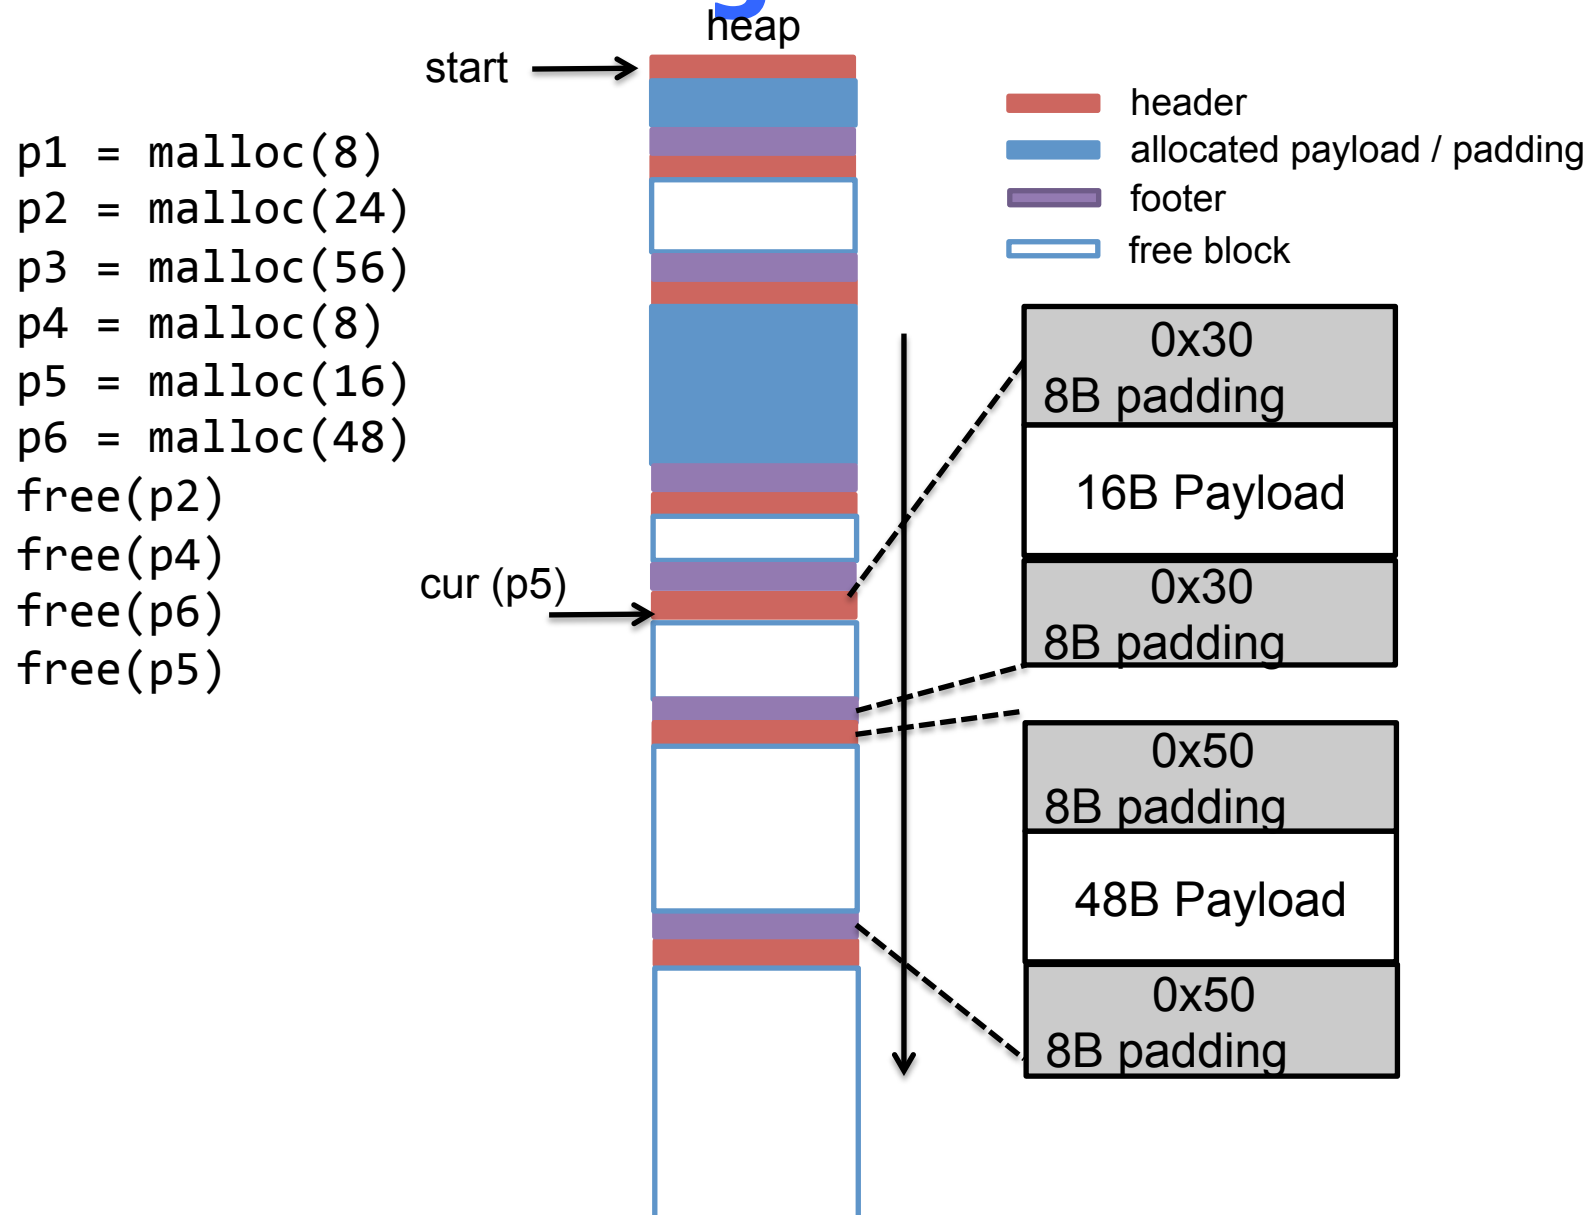 heap
start
header
allocated payload / padding
footer
free block
p1 = malloc(8)
p2 = malloc(24)
p3 = malloc(56)
p4 = malloc(8)
p5 = malloc(16)
p6 = malloc(48)
free(p2)
free(p4)
free(p6)
free(p5)
cur (p5)
0x30
8B padding
16B Payload
0x30
8B padding
0x50
8B padding
48B Payload
0x50
8B padding